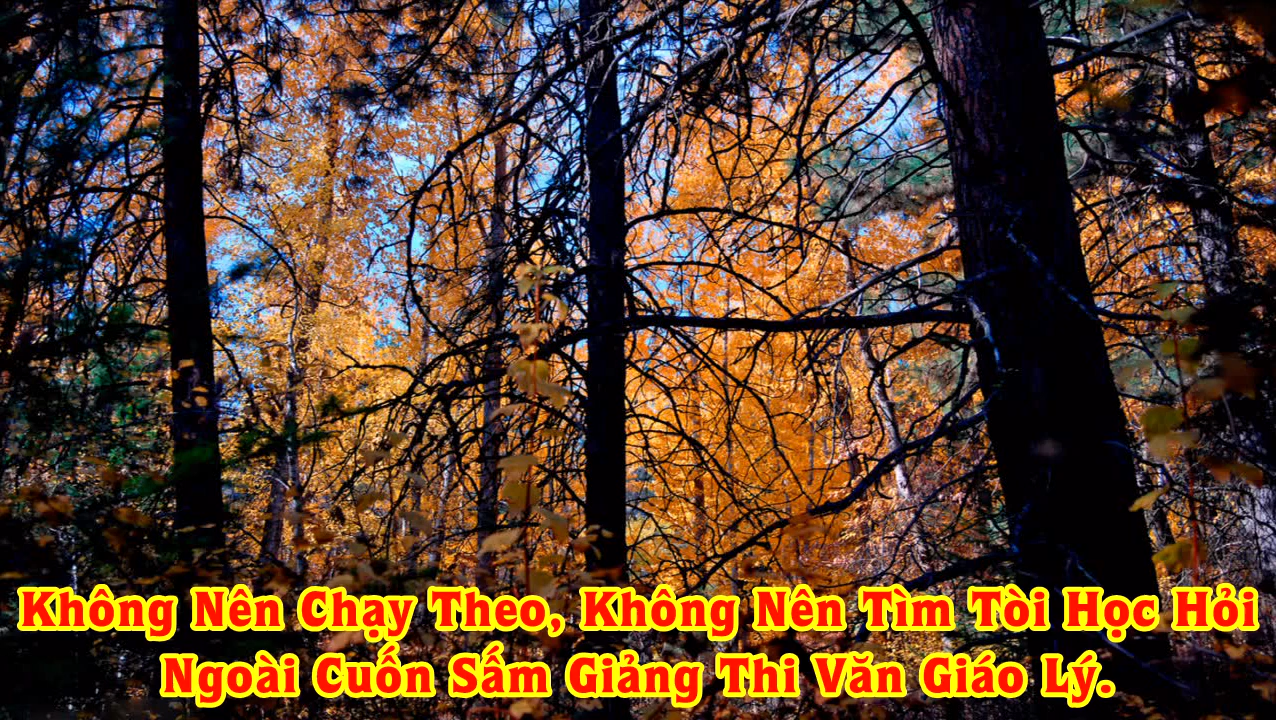 Không Nên Chạy Theo, Không Nên Tìm Tòi Học Hỏi
Ngoài Cuốn Sấm Giảng Thi Văn Giáo Lý.